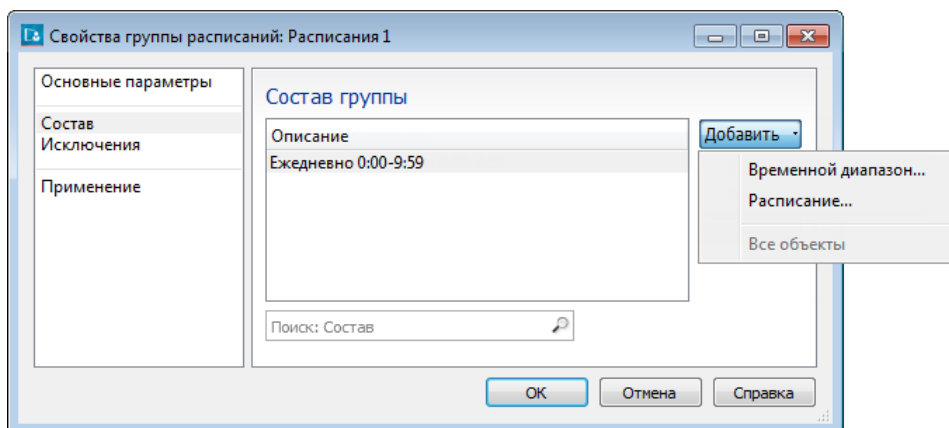 Свойства группы расписаний: Расписания 1
Основные параметры
Состав
Исключения
Применение
Состав группы
Описание
Ежедневно 0:00-9:59
Добавить
Временной диапазон...
Расписание...
Все объекты
Поиск: Состав
ОК
Отмена
Справка